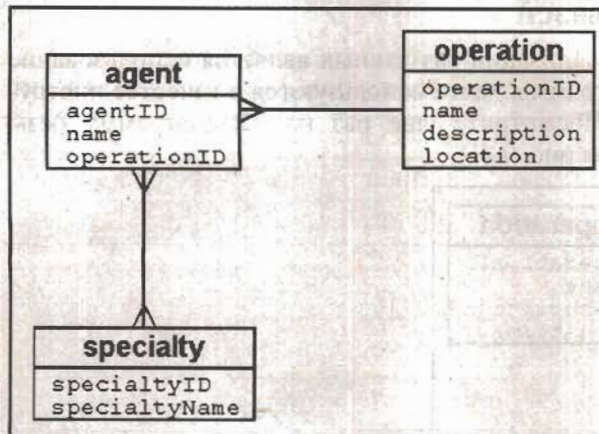 agent
agentID
name
operationID
operation
operationID
name
description
location
specialty
specialtyID
specialtyName